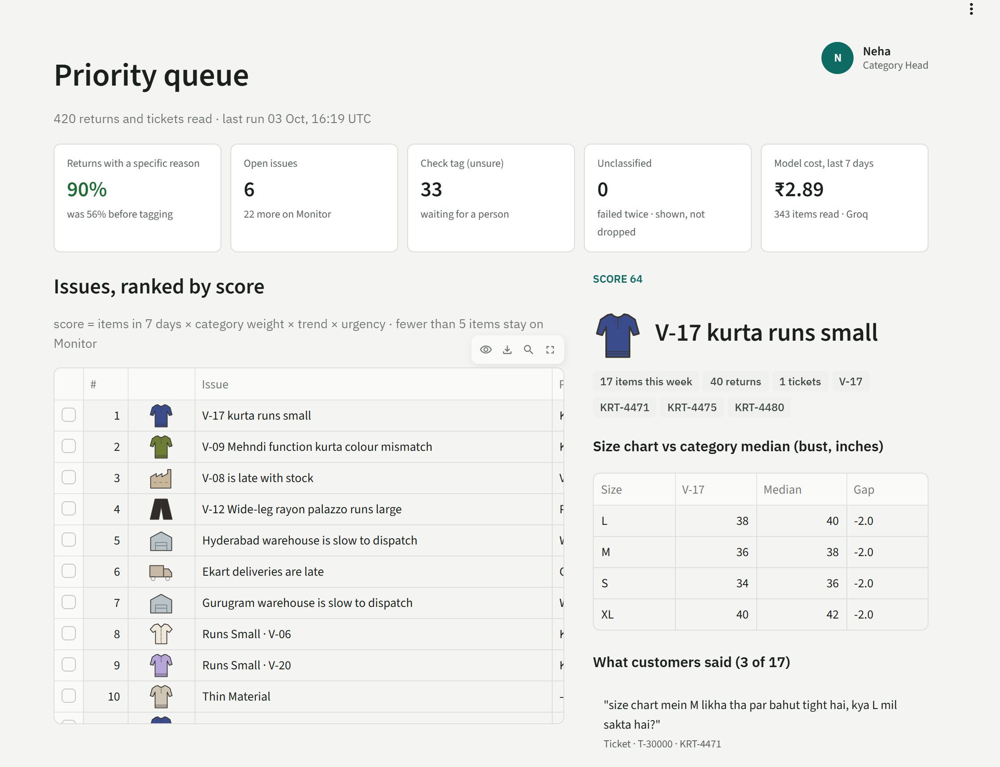 N
Neha
Category Head
Priority queue
420 returns and tickets read · last run 03 Oct, 16:19 UTC
Returns with a specific reason
90%
was 56% before tagging
Open issues
6
22 more on Monitor
Check tag (unsure)
33
waiting for a person
Unclassified
0
failed twice · shown, not
dropped
Model cost, last 7 days
₹2.89
343 items read · Groq
Issues, ranked by score
score = items in 7 days × category weight × trend × urgency · fewer than 5 items stay on
Monitor
# Issue
1 V-17 kurta runs small
2 V-09 Mehndi function kurta colour mismatch
3 V-08 is late with stock
4 V-12 Wide-leg rayon palazzo runs large
5 Hyderabad warehouse is slow to dispatch
6 Ekart deliveries are late
7 Gurugram warehouse is slow to dispatch
8 Runs Small · V-06
9 Runs Small · V-20
10 Thin Material
SCORE 64
V-17 kurta runs small
17 items this week 40 returns 1 tickets V-17
KRT-4471 KRT-4475 KRT-4480
Size chart vs category median (bust, inches)
Size V-17 Median Gap
L 38 40 -2.0
M 36 38 -2.0
S 34 36 -2.0
XL 40 42 -2.0
What customers said (3 of 17)
"size chart mein M likha tha par bahut tight hai, kya L mil
sakta hai?"
Ticket · T-30000 · KRT-4471